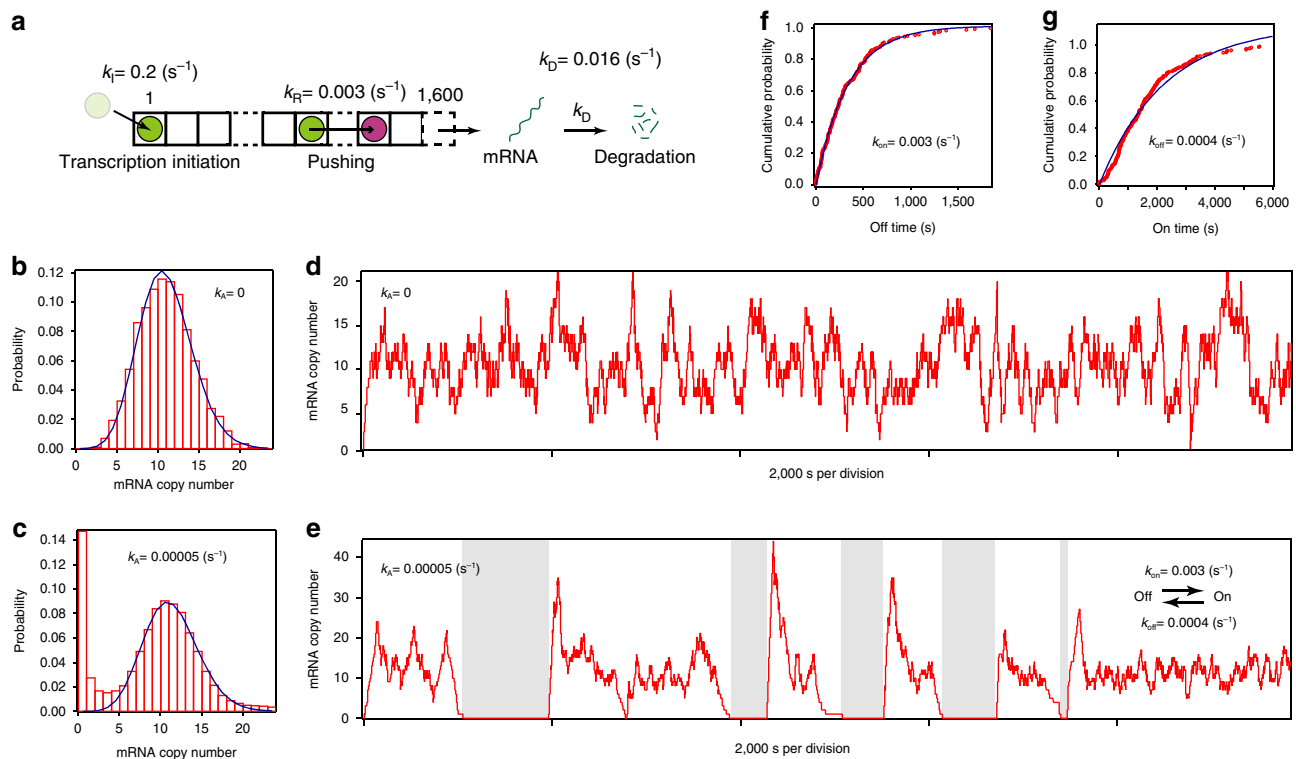 a
k_I= 0.2 (s⁻¹)
1
k_R= 0.003 (s⁻¹)
1,600
k_D= 0.016 (s⁻¹)
k_D
Transcription initiation
Pushing
mRNA
Degradation
f
Cumulative probability
1.0
0.8
0.6
0.4
0.2
0.0
k_on= 0.003 (s⁻¹)
0
500
1,000
1,500
Off time (s)
g
Cumulative probability
1.0
0.8
0.6
0.4
0.2
0.0
k_off= 0.0004 (s⁻¹)
0
2,000
4,000
6,000
On time (s)
b
Probability
0.12
0.10
0.08
0.06
0.04
0.02
0.00
k_A= 0
0
5
10
15
20
mRNA copy number
d
mRNA copy number
20
15
10
5
0
k_A= 0
2,000 s per division
c
Probability
0.14
0.12
0.10
0.08
0.06
0.04
0.02
0.00
k_A= 0.00005 (s⁻¹)
0
5
10
15
20
mRNA copy number
e
mRNA copy number
40
30
20
10
0
k_A= 0.00005 (s⁻¹)
k_on= 0.003 (s⁻¹)
Off
On
k_off= 0.0004 (s⁻¹)
2,000 s per division